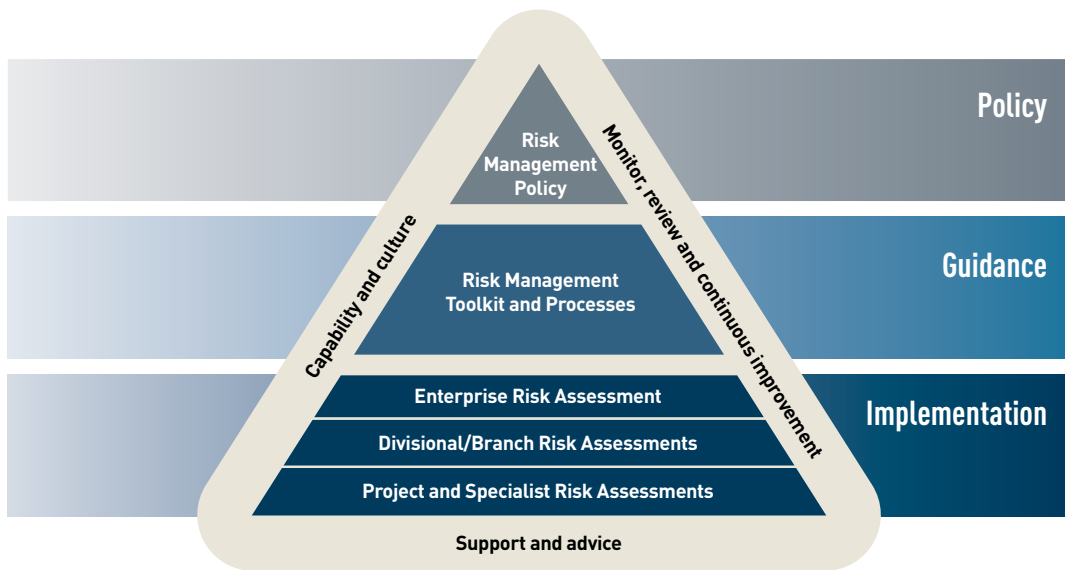 Policy
Risk
Management
Policy
Monitor, review and continuous improvement
Capability and culture
Guidance
Risk Management
Toolkit and Processes
Implementation
Enterprise Risk Assessment
Divisional/Branch Risk Assessments
Project and Specialist Risk Assessments
Support and advice